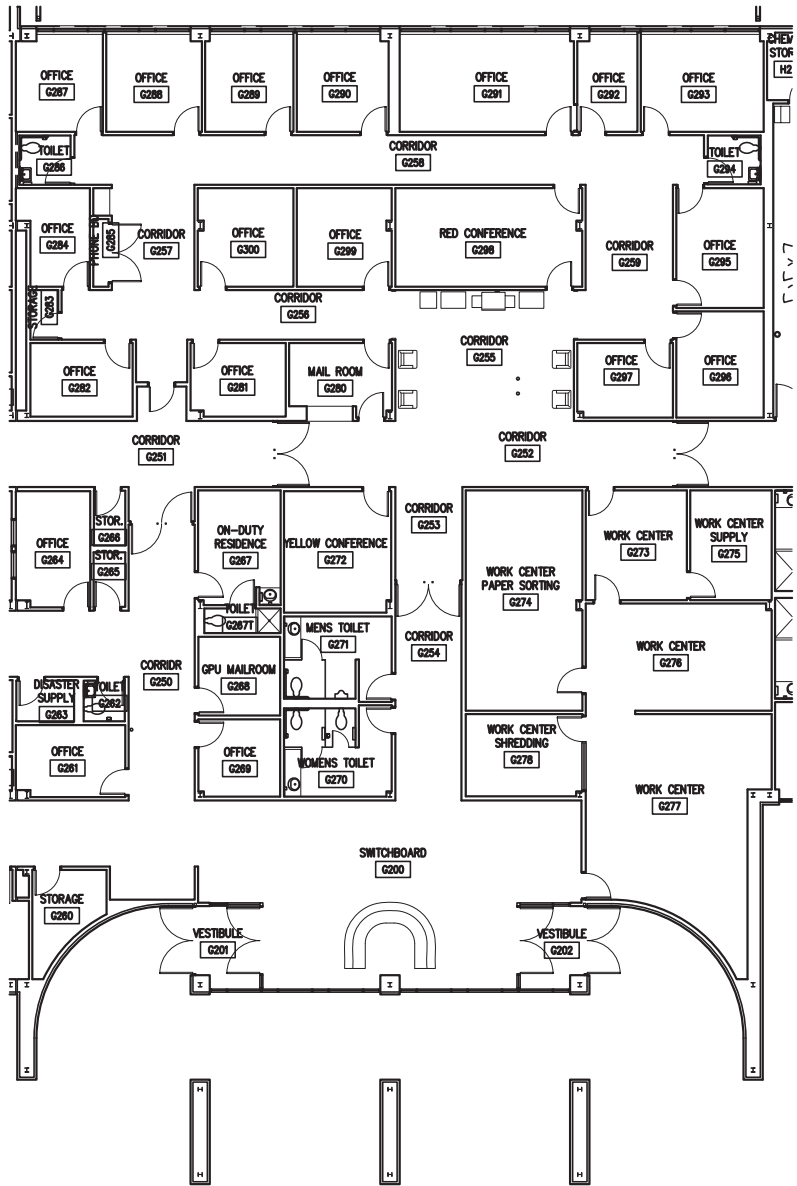 OFFICE
G287
OFFICE
G288
OFFICE
G289
OFFICE
G290
OFFICE
G291
OFFICE
G292
OFFICE
G293
TOILET
G286
CORRIDOR
G258
TOILET
G294
OFFICE
G284
G285
CORRIDOR
G257
OFFICE
G300
OFFICE
G299
RED CONFERENCE
G298
CORRIDOR
G259
OFFICE
G295
STORAGE
G283
CORRIDOR
G256
CORRIDOR
G255
OFFICE
G282
OFFICE
G281
MAIL ROOM
G280
OFFICE
G297
OFFICE
G296
CORRIDOR
G251
CORRIDOR
G252
OFFICE
G264
STOR.
G266
STOR.
G265
ON-DUTY
RESIDENCE
G267
YELLOW CONFERENCE
G272
CORRIDOR
G253
WORK CENTER
PAPER SORTING
G274
WORK CENTER
G273
WORK CENTER
SUPPLY
G275
TOILET
G267T
MENS TOILET
G271
CORRIDOR
G254
WORK CENTER
G276
CORRIDR
G250
GPU MAILROOM
G268
DISASTER
SUPPLY
G263
TOILET
G262
OFFICE
G261
OFFICE
G269
WOMENS TOILET
G270
WORK CENTER
SHREDDING
G278
WORK CENTER
G277
SWITCHBOARD
G200
STORAGE
G260
VESTIBULE
G201
VESTIBULE
G202